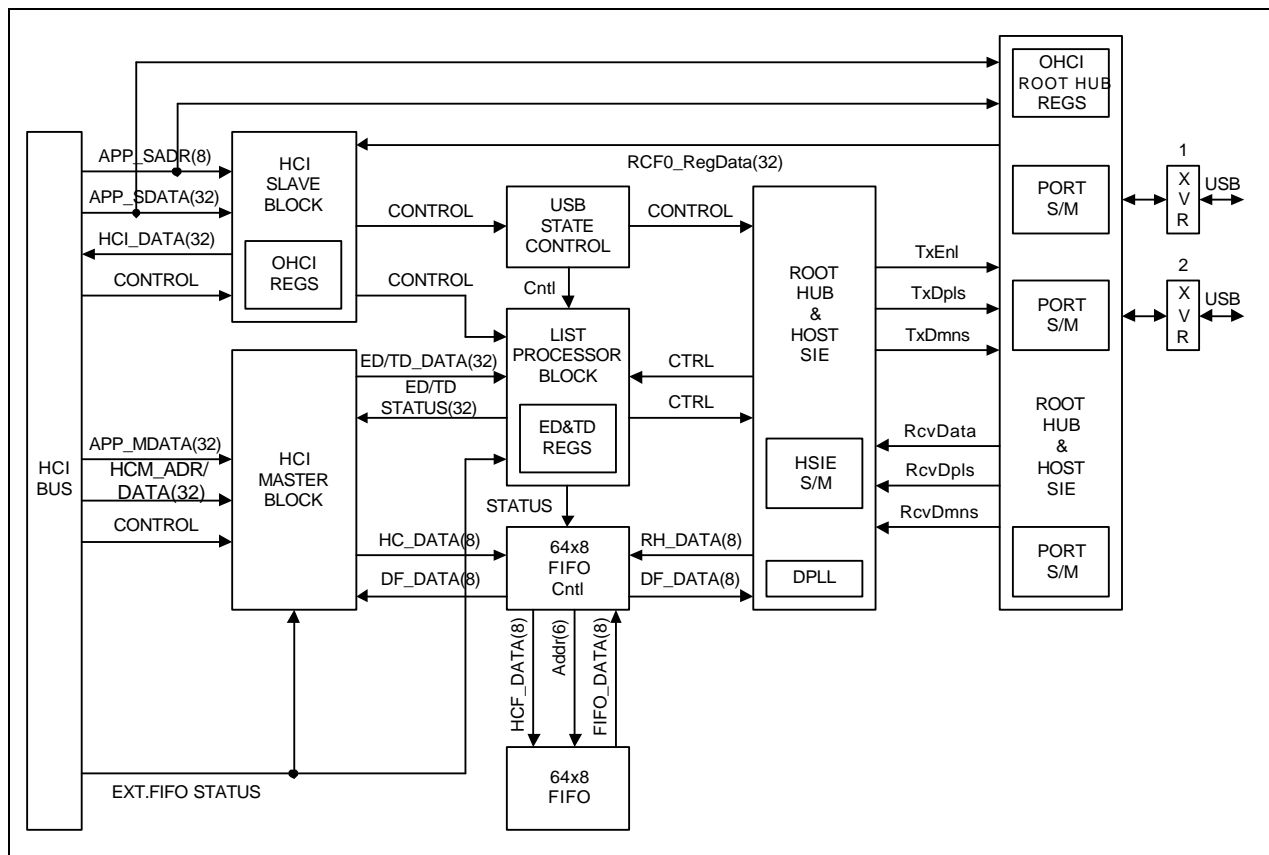 HCI
BUS
APP_SADR(8)
APP_SDATA(32)
HCI_DATA(32)
CONTROL
APP_MDATA(32)
HCM_ADR/
DATA(32)
CONTROL
EXT.FIFO STATUS
HCI
SLAVE
BLOCK
OHCI
REGS
HCI
MASTER
BLOCK
RCF0_RegData(32)
CONTROL
CONTROL
ED/TD_DATA(32)
ED/TD
STATUS(32)
HC_DATA(8)
DF_DATA(8)
USB
STATE
CONTROL
Cntl
LIST
PROCESSOR
BLOCK
ED&TD
REGS
STATUS
64x8
FIFO
Cntl
HCF_DATA(8)
Addr(6)
FIFO_DATA(8)
64x8
FIFO
CONTROL
CTRL
CTRL
RH_DATA(8)
DF_DATA(8)
ROOT
HUB
&
HOST
SIE
HSIE
S/M
DPLL
TxEnl
TxDpls
TxDmns
RcvData
RcvDpls
RcvDmns
OHCI
ROOT HUB
REGS
PORT
S/M
PORT
S/M
ROOT
HUB
&
HOST
SIE
PORT
S/M
1
X
V
R
USB
2
X
V
R
USB